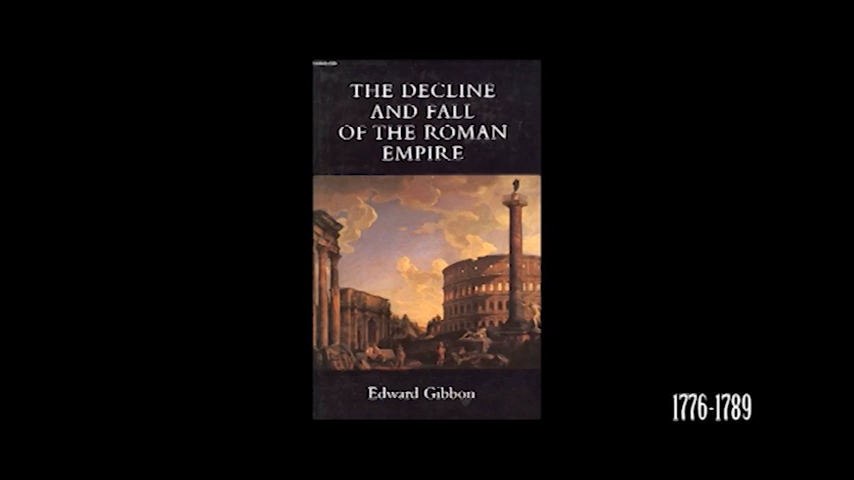 THE DECLINE
AND FALL
OF THE ROMAN
EMPIRE
Edward Gibbon
1776-1789